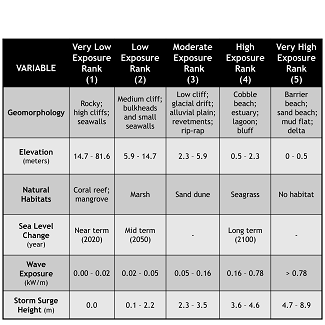 VARIABLE
Very Low Exposure Rank (1)
Low Exposure Rank (2)
Moderate Exposure Rank (3)
High Exposure Rank (4)
Very High Exposure Rank (5)
Geomorphology
Rocky; high cliffs; seawalls
Medium cliff; bulkheads and small seawalls
Low cliff; glacial drift; alluvial plain; revetments; rip-rap
Cobble beach; estuary; lagoon; bluff
Barrier beach; sand beach; mud flat; delta
Elevation (meters)
14.7 - 81.6
5.9 - 14.7
2.3 - 5.9
0.5 - 2.3
0 - 0.5
Natural Habitats
Coral reef; mangrove
Marsh
Sand dune
Seagrass
No habitat
Sea Level Change (year)
Near term (2020)
Mid term (2050)
-
Long term (2100)
-
Wave Exposure (kW/m)
0.00 - 0.02
0.02 - 0.05
0.05 - 0.16
0.16 - 0.78
> 0.78
Storm Surge Height (m)
0.0
0.1 - 2.2
2.3 - 3.5
3.6 - 4.6
4.7 - 8.9